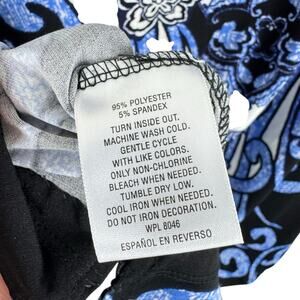 95% POLYESTER
5% SPANDEX
TURN INSIDE OUT.
MACHINE WASH COLD.
GENTLE CYCLE
WITH LIKE COLORS.
ONLY NON-CHLORINE
BLEACH WHEN NEEDED.
TUMBLE DRY LOW.
COOL IRON WHEN NEEDED.
DO NOT IRON DECORATION.
WPL 8046
ESPAÑOL EN REVERSO